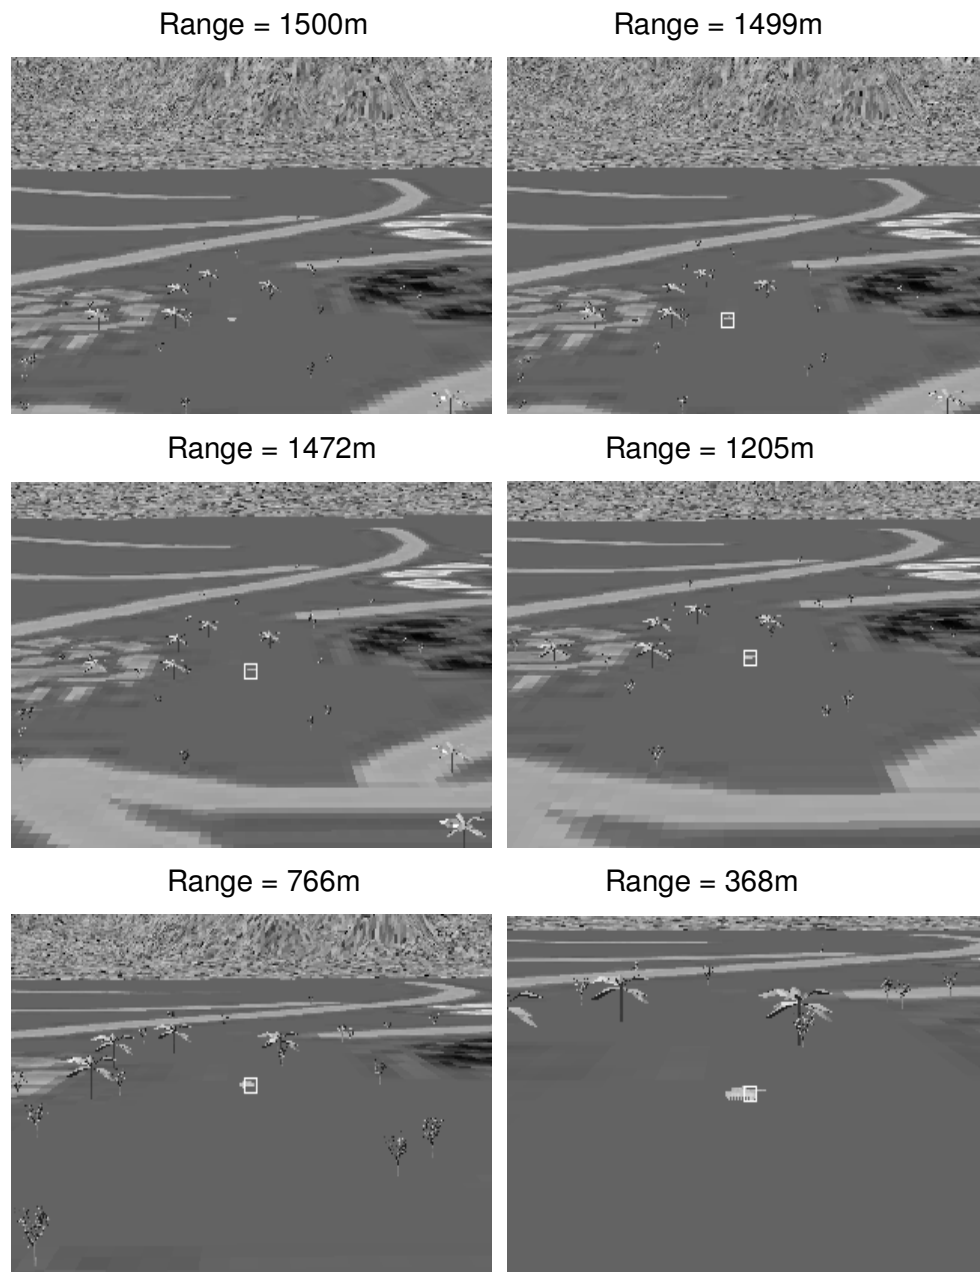 Range = 1500m
Range = 1499m
Range = 1472m
Range = 1205m
Range = 766m
Range = 368m